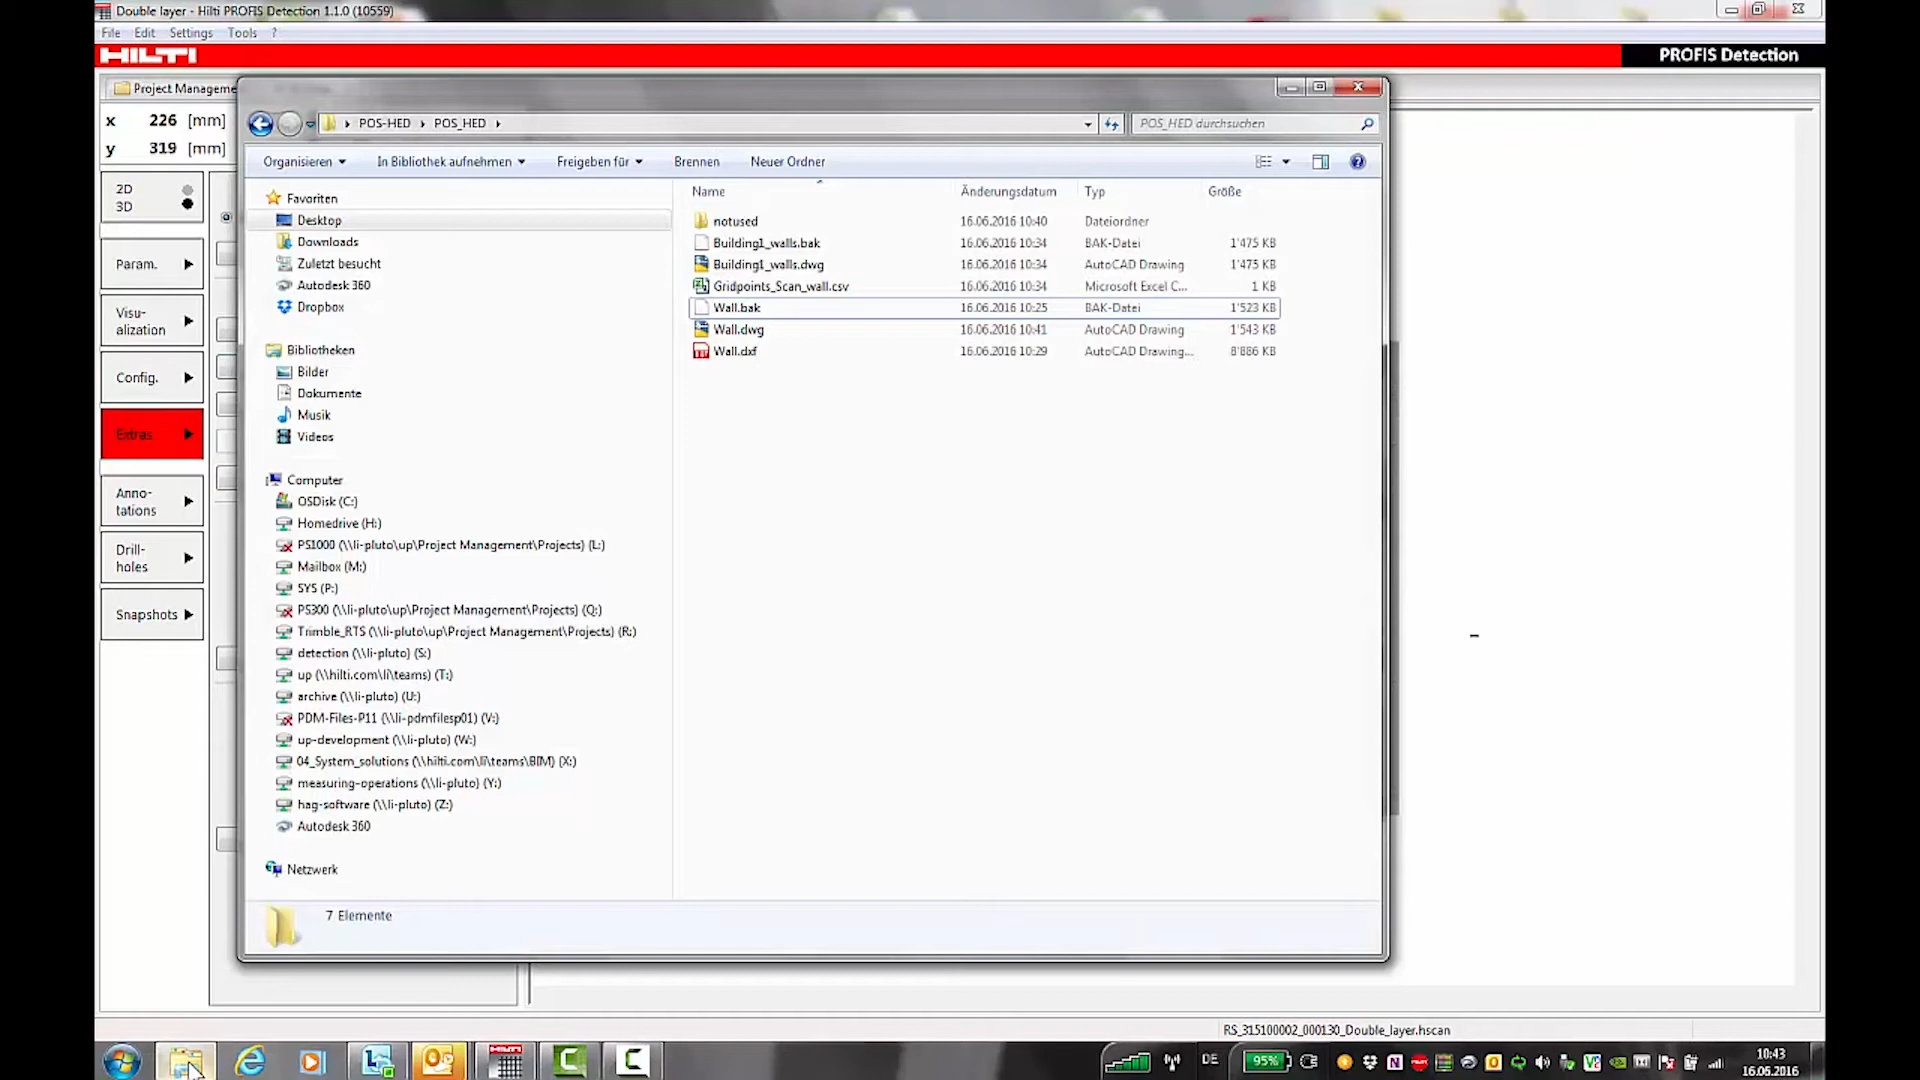 Double layer - Hilti PROFIS Detection 1.1.0 (10559)
File Edit Settings Tools ?
HILTI
PROFIS Detection
Project Manageme
x 226 [mm]
y 319 [mm]
2D
3D
Param.
Visu-
alization
Config.
Extras
Anno-
tations
Drill-
holes
Snapshots
POS-HED POS_HED
POS_HED durchsuchen
Organisieren In Bibliothek aufnehmen Freigeben für Brennen Neuer Ordner
Favoriten
Desktop
Downloads
Zuletzt besucht
Autodesk 360
Dropbox
Bibliotheken
Bilder
Dokumente
Musik
Videos
Computer
OSDisk (C:)
Homedrive (H:)
PS1000 (\\li-pluto\up\Project Management\Projects) (L:)
Mailbox (M:)
SYS (P:)
PS300 (\\li-pluto\up\Project Management\Projects) (Q:)
Trimble_RTS (\\li-pluto\up\Project Management\Projects) (R:)
detection (\\li-pluto) (S:)
up (\\hilti.com\li\teams) (T:)
archive (\\li-pluto) (U:)
PDM-Files-P11 (\\li-pdmfilesp01) (V:)
up-development (\\li-pluto) (W:)
04_System_solutions (\\hilti.com\li\teams\BIM) (X:)
measuring-operations (\\li-pluto) (Y:)
hag-software (\\li-pluto) (Z:)
Autodesk 360
Netzwerk
Name Änderungsdatum Typ Größe
notused 16.06.2016 10:40 Dateiordner
Building1_walls.bak 16.06.2016 10:34 BAK-Datei 1'475 KB
Building1_walls.dwg 16.06.2016 10:34 AutoCAD Drawing 1'475 KB
Gridpoints_Scan_wall.csv 16.06.2016 10:34 Microsoft Excel C... 1 KB
Wall.bak 16.06.2016 10:25 BAK-Datei 1'523 KB
Wall.dwg 16.06.2016 10:41 AutoCAD Drawing 1'543 KB
Wall.dxf 16.06.2016 10:29 AutoCAD Drawing... 8'886 KB
7 Elemente
RS_315100002_000130_Double_layer.hscan
DE
95%
10:43
16.06.2016